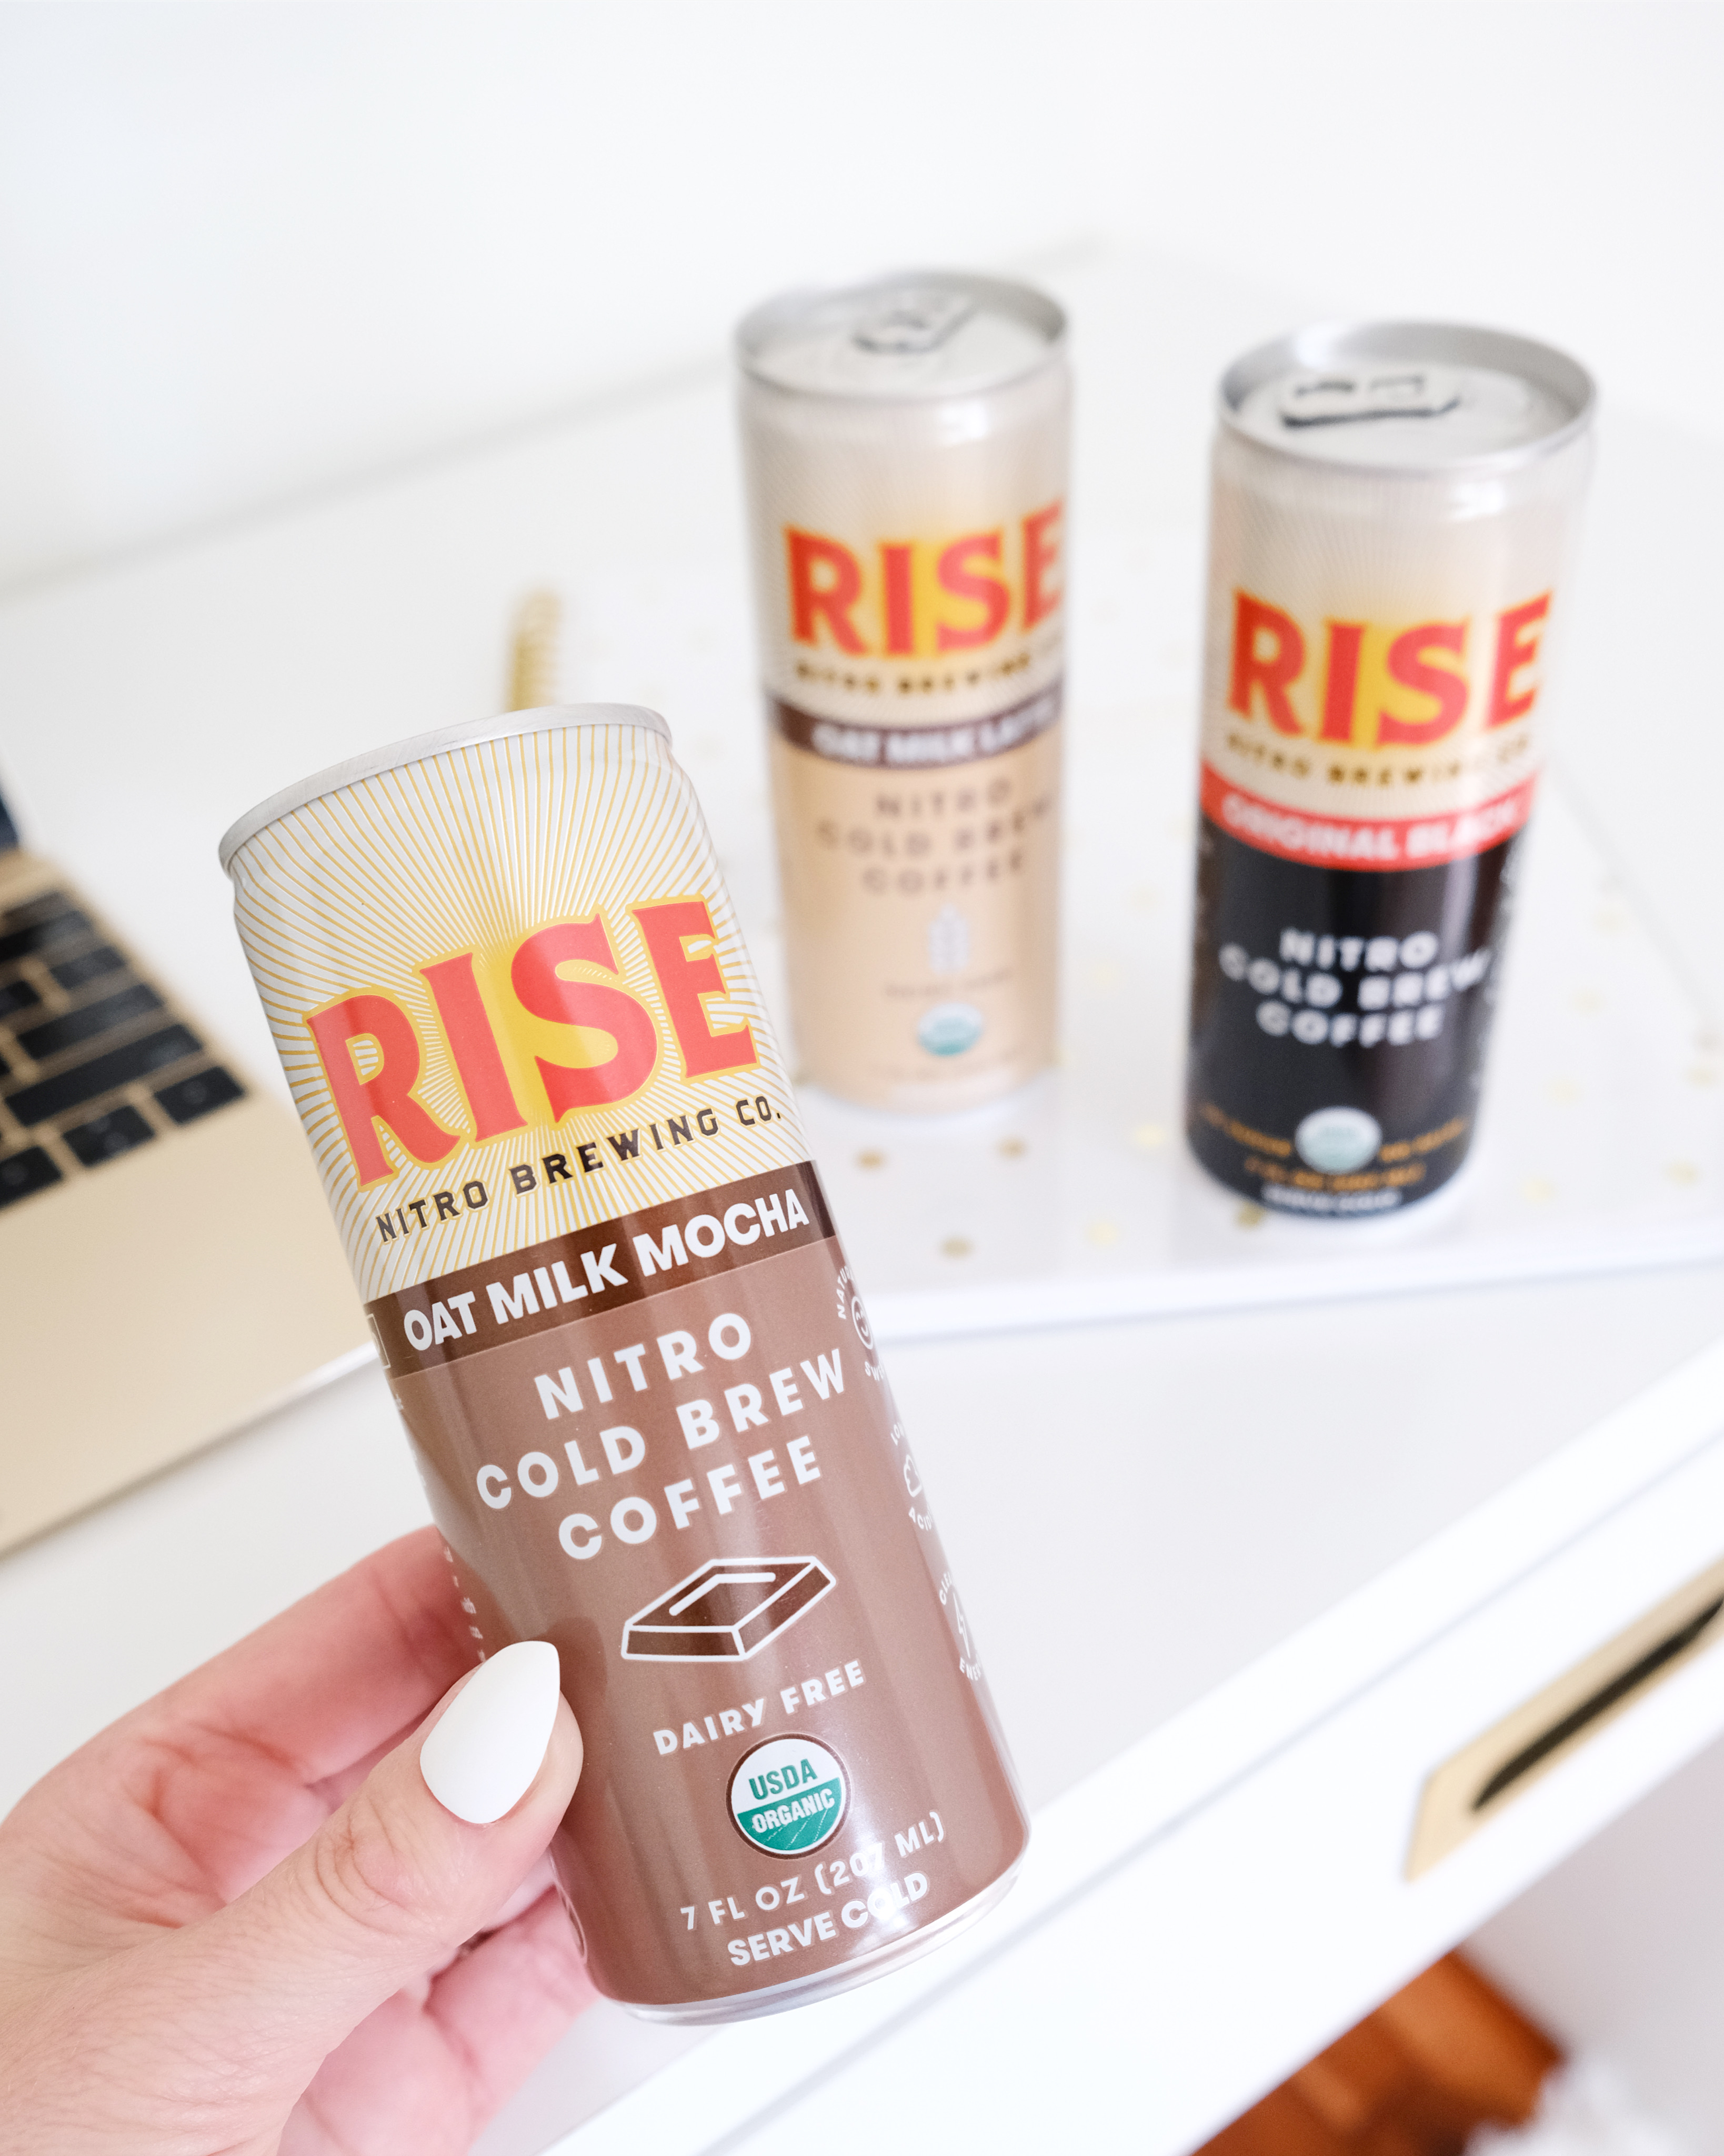 RISE
NITRO BREWING CO.
OAT MILK MOCHA
NITRO
COLD BREW
COFFEE
DAIRY FREE
USDA
ORGANIC
7 FL OZ (207 ML)
SERVE COLD
RISE
NITRO BREWING
OAT MILK LATTE
NITRO
COLD BREW
COFFEE
RISE
NITRO BREWING CO.
ORIGINAL BLACK
NITRO
COLD BREW
COFFEE